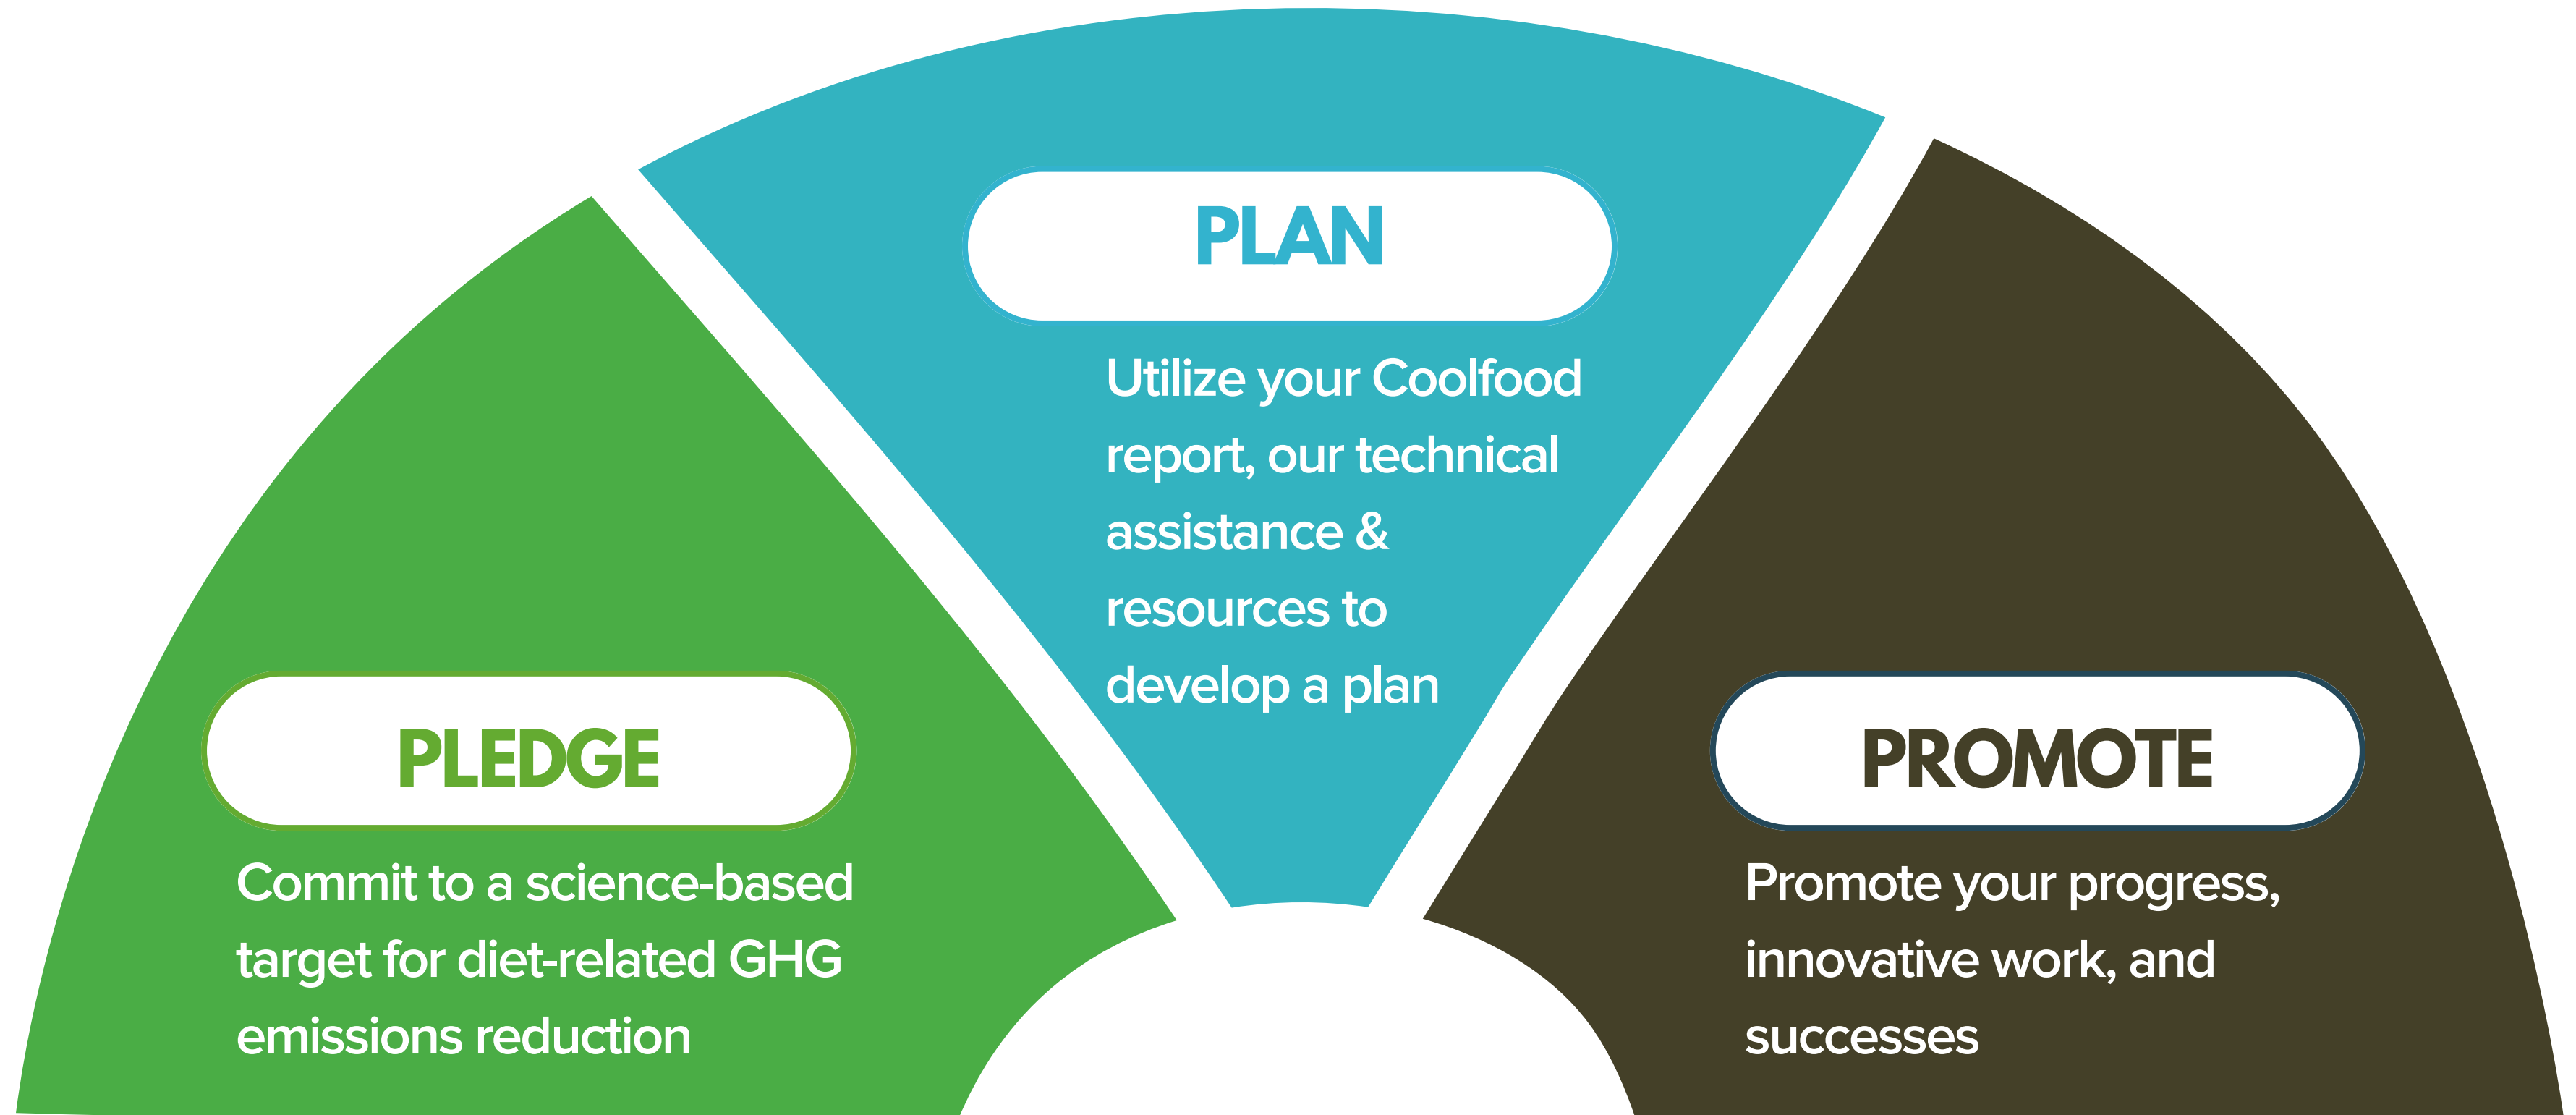 PLEDGE
Commit to a science-based
target for diet-related GHG
emissions reduction
PLAN
Utilize your Coolfood
report, our technical
assistance &
resources to
develop a plan
PROMOTE
Promote your progress,
innovative work, and
successes